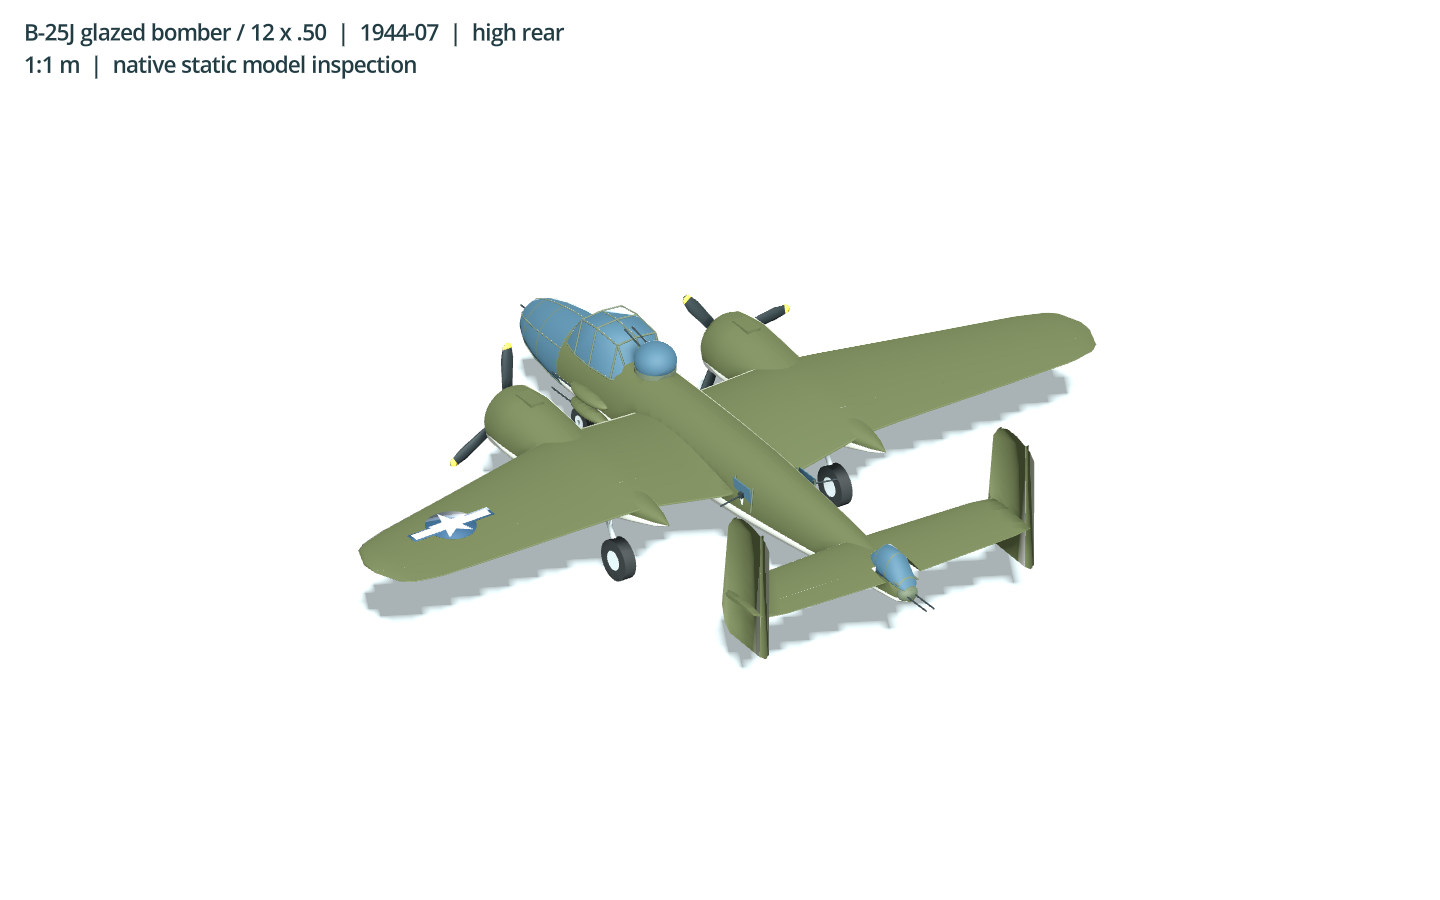 B-25J glazed bomber / 12 x .50 | 1944-07 | high rear
1:1 m | native static model inspection